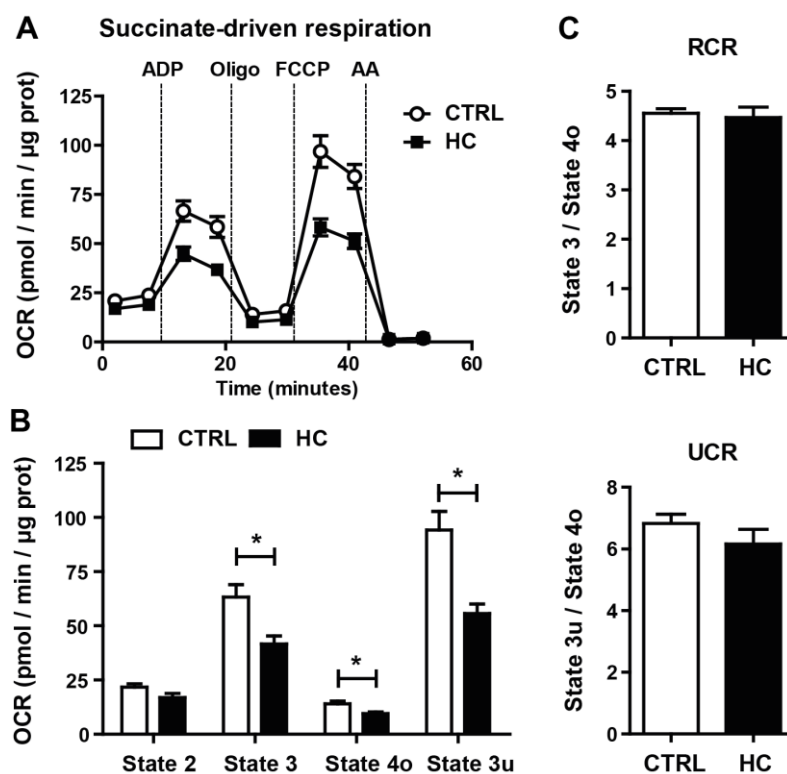 A
Succinate-driven respiration
ADP Oligo FCCP AA
OCR (pmol / min / µg prot)
125
100
75
50
25
0
CTRL
HC
0 20 40 60
Time (minutes)
B
CTRL HC
OCR (pmol / min / µg prot)
125
100
75
50
25
0
*
*
*
State 2 State 3 State 4o State 3u
C
RCR
State 3 / State 4o
5
4
3
2
1
0
CTRL HC
UCR
State 3u / State 4o
8
6
4
2
0
CTRL HC